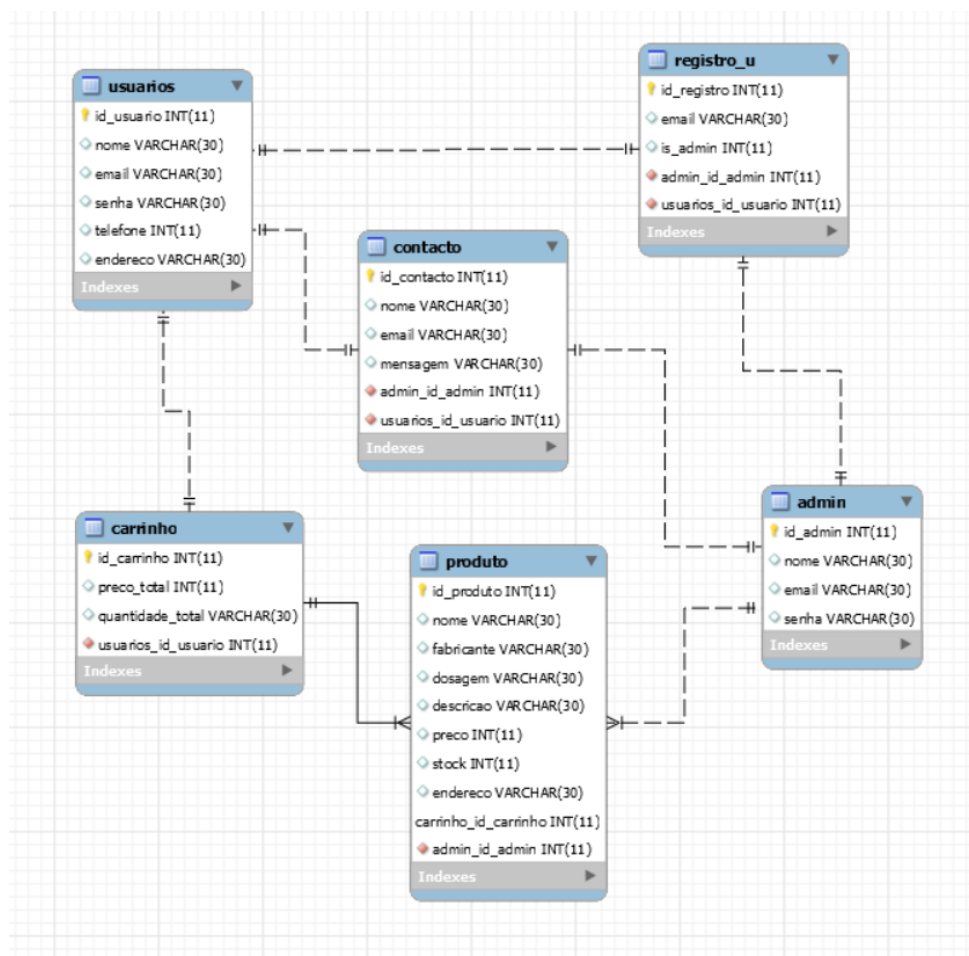 usuarios
id_usuario INT(11)
nome VARCHAR(30)
email VARCHAR(30)
senha VARCHAR(30)
telefone INT(11)
endereco VARCHAR(30)
Indexes
registro_u
id_registro INT(11)
email VARCHAR(30)
is_admin INT(11)
admin_id_admin INT(11)
usuarios_id_usuario INT(11)
Indexes
contacto
id_contacto INT(11)
nome VARCHAR(30)
email VARCHAR(30)
mensagem VARCHAR(30)
admin_id_admin INT(11)
usuarios_id_usuario INT(11)
Indexes
carrinho
id_carrinho INT(11)
preco_total INT(11)
quantidade_total VARCHAR(30)
usuarios_id_usuario INT(11)
Indexes
produto
id_produto INT(11)
nome VARCHAR(30)
fabricante VARCHAR(30)
dosagem VARCHAR(30)
descricao VARCHAR(30)
preco INT(11)
stock INT(11)
endereco VARCHAR(30)
carrinho_id_carrinho INT(11)
admin_id_admin INT(11)
Indexes
admin
id_admin INT(11)
nome VARCHAR(30)
email VARCHAR(30)
senha VARCHAR(30)
Indexes